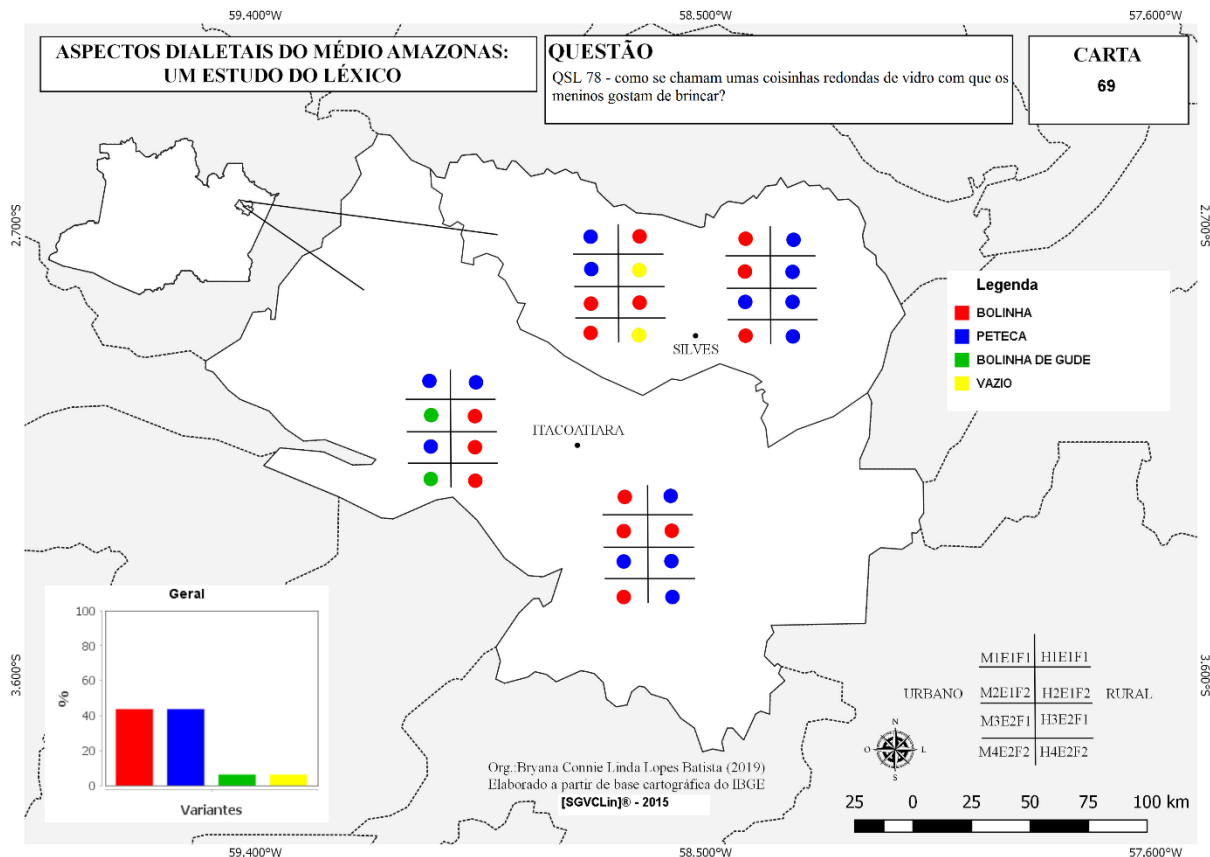 59.400°W
58.500°W
57.600°W
ASPECTOS DIALETAIS DO MÉDIO AMAZONAS:
UM ESTUDO DO LÉXICO
QUESTÃO
QSL 78 - como se chamam umas coisinhas redondas de vidro com que os
meninos gostam de brincar?
CARTA
69
2.700°S
2.700°S
Legenda
BOLINHA
PETECA
BOLINHA DE GUDE
VAZIO
SILVES
ITACOATIARA
Geral
100
80
60
40
20
0
%
Variantes
3.600°S
3.600°S
M1E1F1 H1E1F1
URBANO M2E1F2 H2E1F2 RURAL
M3E2F1 H3E2F1
M4E2F2 H4E2F2
N
O L
S
Org.:Bryana Connie Linda Lopes Batista (2019)
Elaborado a partir de base cartográfica do IBGE
[SGVCLin]® - 2015
25 0 25 50 75 100 km
59.400°W
58.500°W
57.600°W